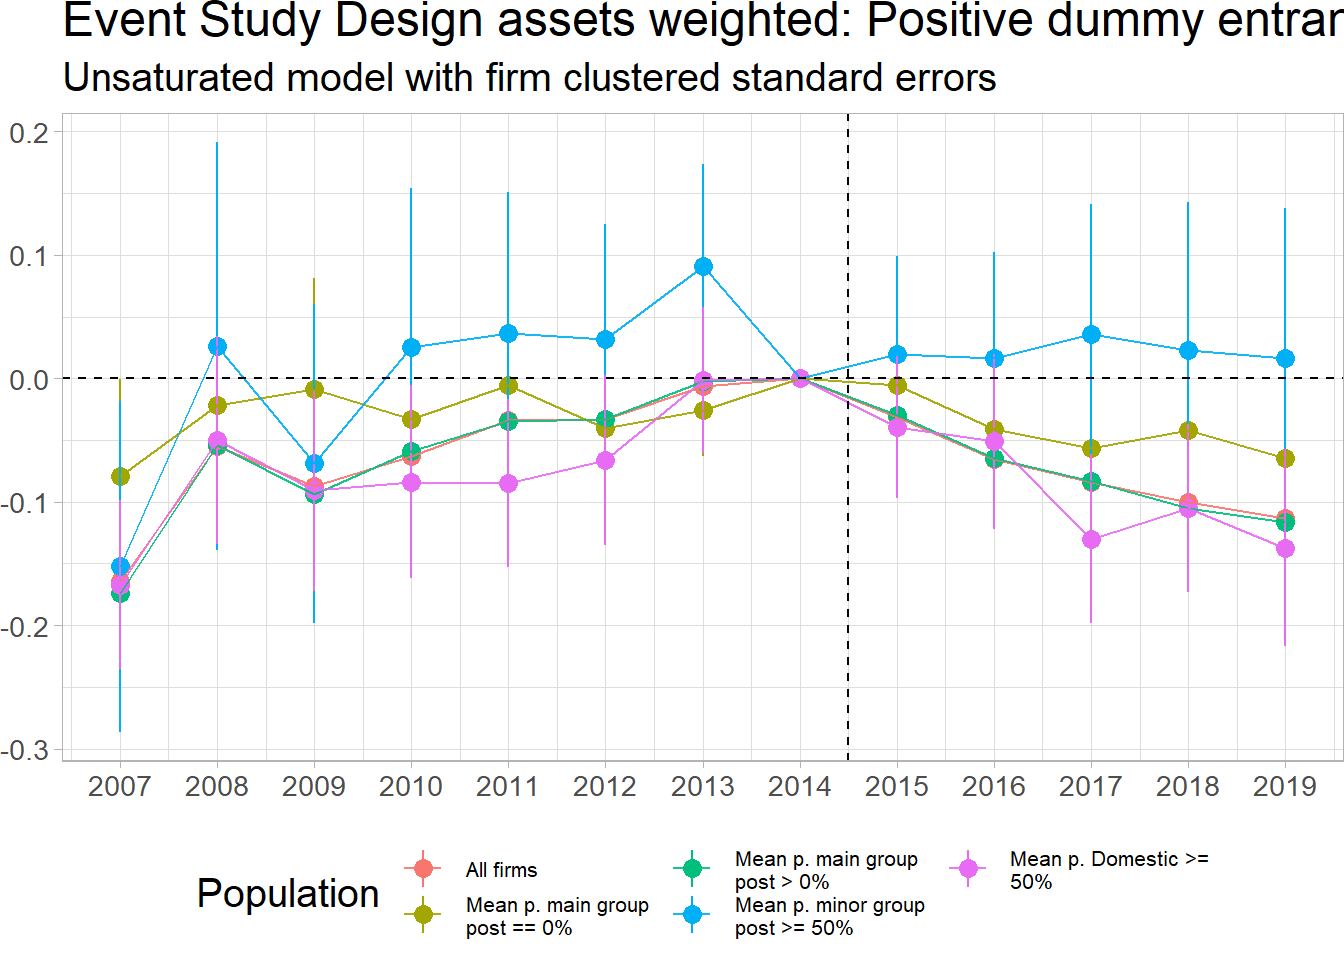 Event Study Design assets weighted: Positive dummy entran
Unsaturated model with firm clustered standard errors
0.2
0.1
0.0
-0.1
-0.2
-0.3
2007 2008 2009 2010 2011 2012 2013 2014 2015 2016 2017 2018 2019
Population
All firms
Mean p. main group
post == 0%
Mean p. main group
post > 0%
Mean p. minor group
post >= 50%
Mean p. Domestic >=
50%